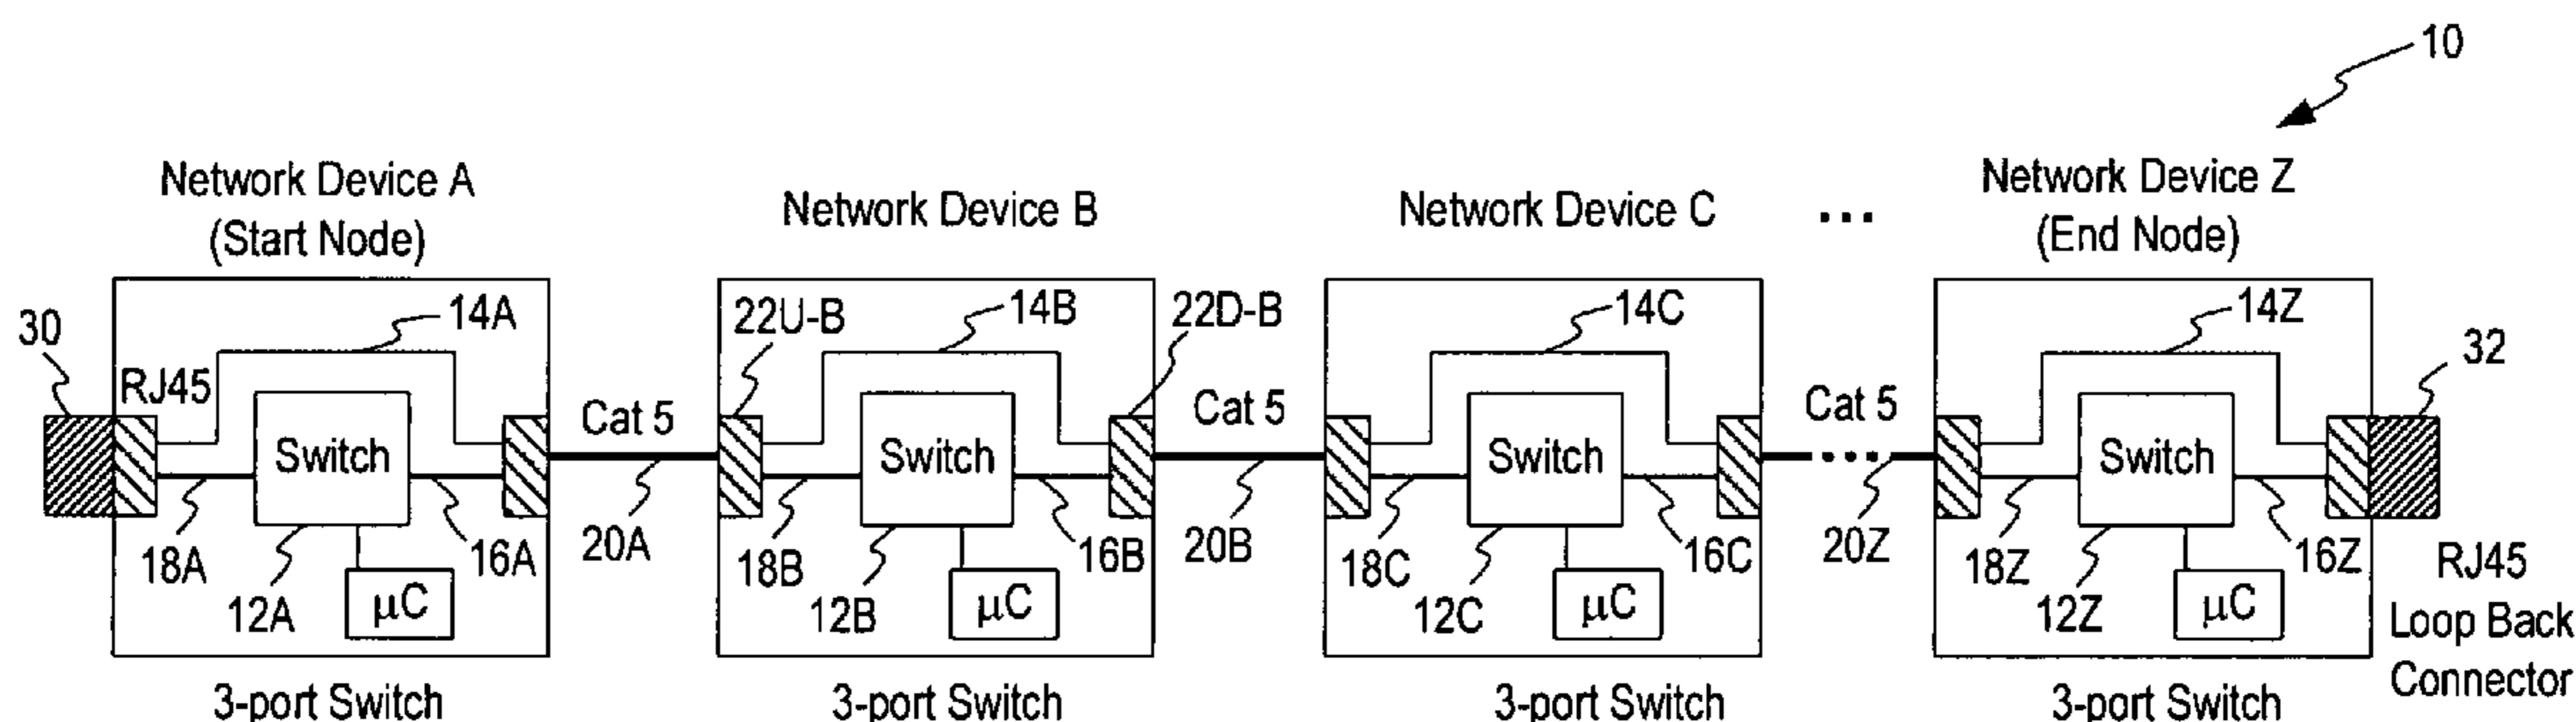 10
Network Device A
(Start Node)
Network Device B
Network Device C
...
Network Device Z
(End Node)
30
RJ45
14A
Switch
18A
12A
16A
μC
3-port Switch
Cat 5
20A
22U-B
14B
22D-B
Switch
18B
12B
16B
μC
3-port Switch
Cat 5
20B
14C
Switch
18C
12C
16C
μC
3-port Switch
Cat 5
20Z
14Z
Switch
18Z
12Z
16Z
μC
3-port Switch
32
RJ45
Loop Back
Connector